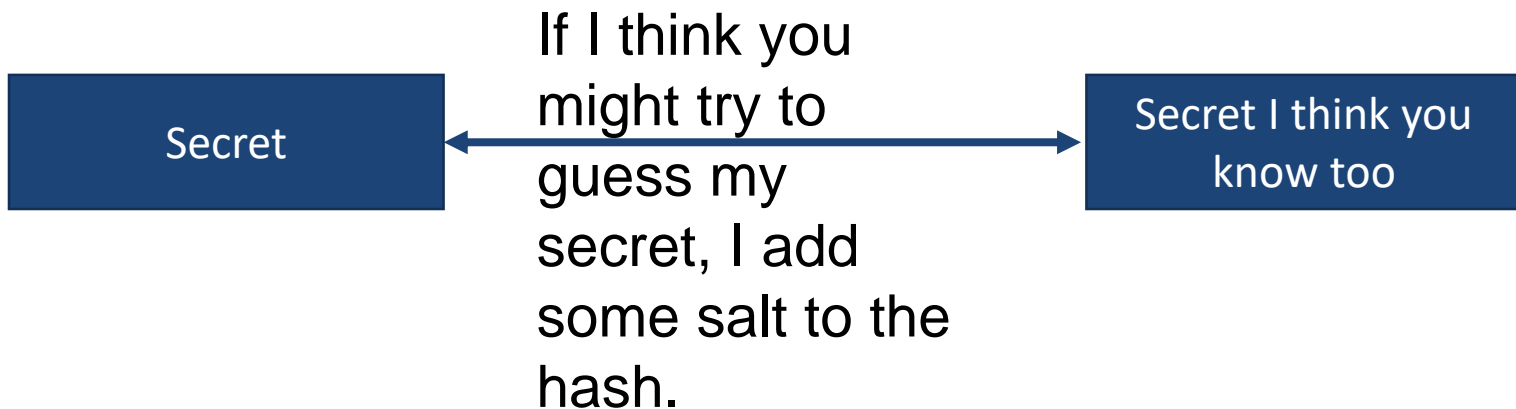 Secret
If I think you
might try to
guess my
secret, I add
some salt to the
hash.
Secret I think you
know too